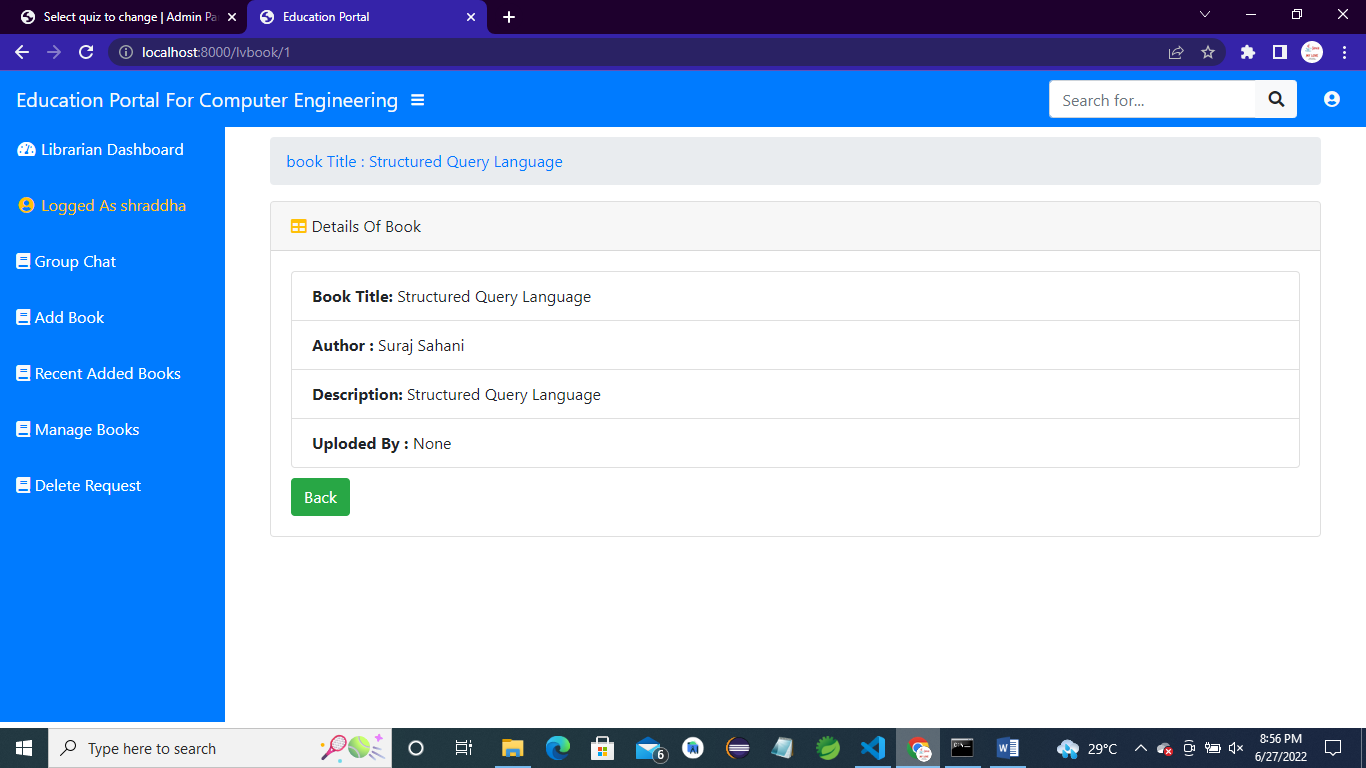 Select quiz to change | Admin Pa
Education Portal
localhost:8000/lvbook/1
Education Portal For Computer Engineering
Search for...
Librarian Dashboard
Logged As shraddha
Group Chat
Add Book
Recent Added Books
Manage Books
Delete Request
book Title : Structured Query Language
Details Of Book
Book Title: Structured Query Language
Author : Suraj Sahani
Description: Structured Query Language
Uploded By : None
Back
Type here to search
6
29°C
8:56 PM
6/27/2022